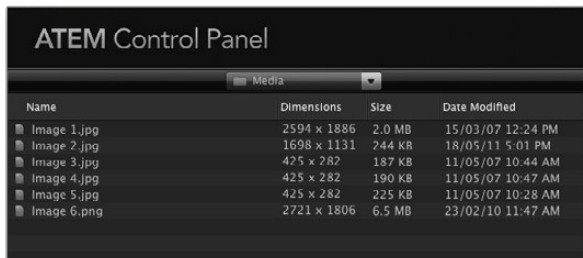 ATEM Control Panel
Media
Name Dimensions Size Date Modified
Image 1.jpg 2594 x 1886 2.0 MB 15/03/07 12:24 PM
Image 2.jpg 1698 x 1131 244 KB 18/05/11 5:01 PM
Image 3.jpg 425 x 282 187 KB 11/05/07 10:44 AM
Image 4.jpg 425 x 282 190 KB 11/05/07 10:47 AM
Image 5.jpg 425 x 282 225 KB 11/05/07 10:28 AM
Image 6.png 2721 x 1806 6.5 MB 23/02/10 11:47 AM